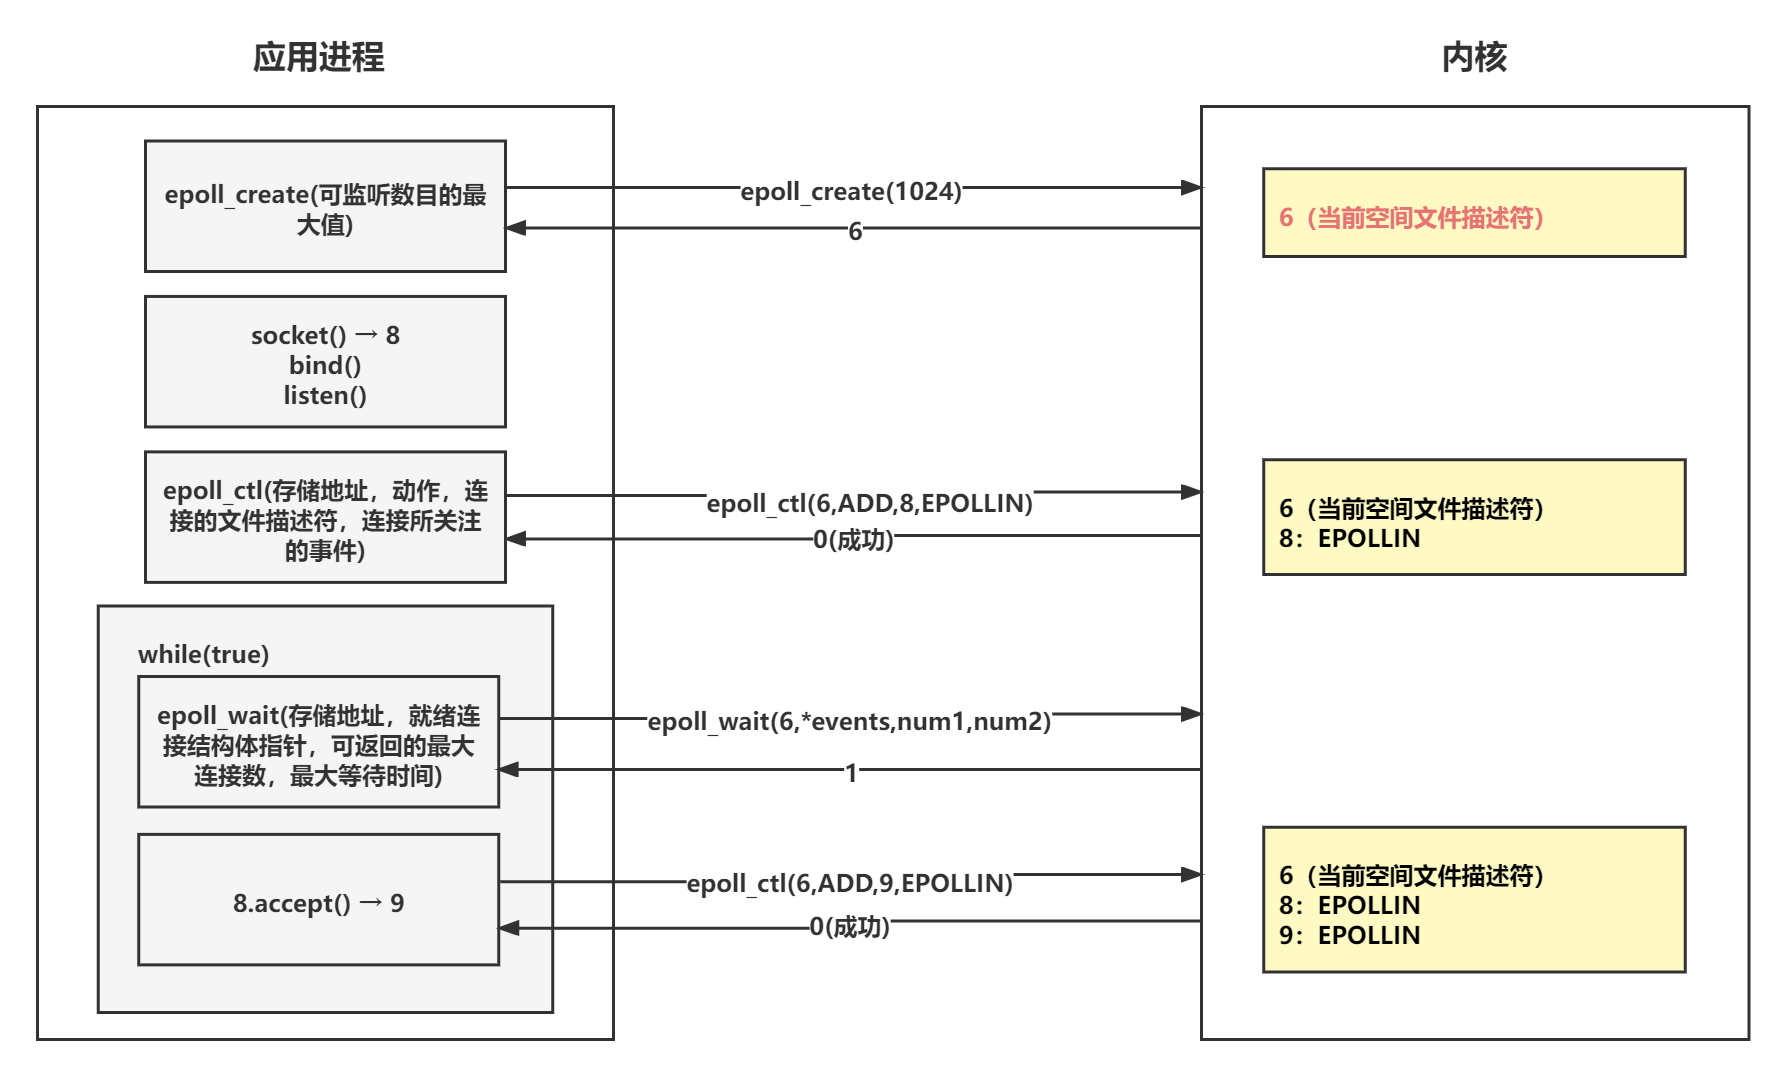 应用进程
内核
epoll_create(可监听数目的最
大值)
epoll_create(1024)
6
6（当前空间文件描述符）
socket() → 8
bind()
listen()
epoll_ctl(存储地址，动作，连
接的文件描述符，连接所关注
的事件)
epoll_ctl(6,ADD,8,EPOLLIN)
0(成功)
6（当前空间文件描述符）
8：EPOLLIN
while(true)
epoll_wait(存储地址，就绪连
接结构体指针，可返回的最大
连接数，最大等待时间)
epoll_wait(6,*events,num1,num2)
1
8.accept() → 9
epoll_ctl(6,ADD,9,EPOLLIN)
0(成功)
6（当前空间文件描述符）
8：EPOLLIN
9：EPOLLIN